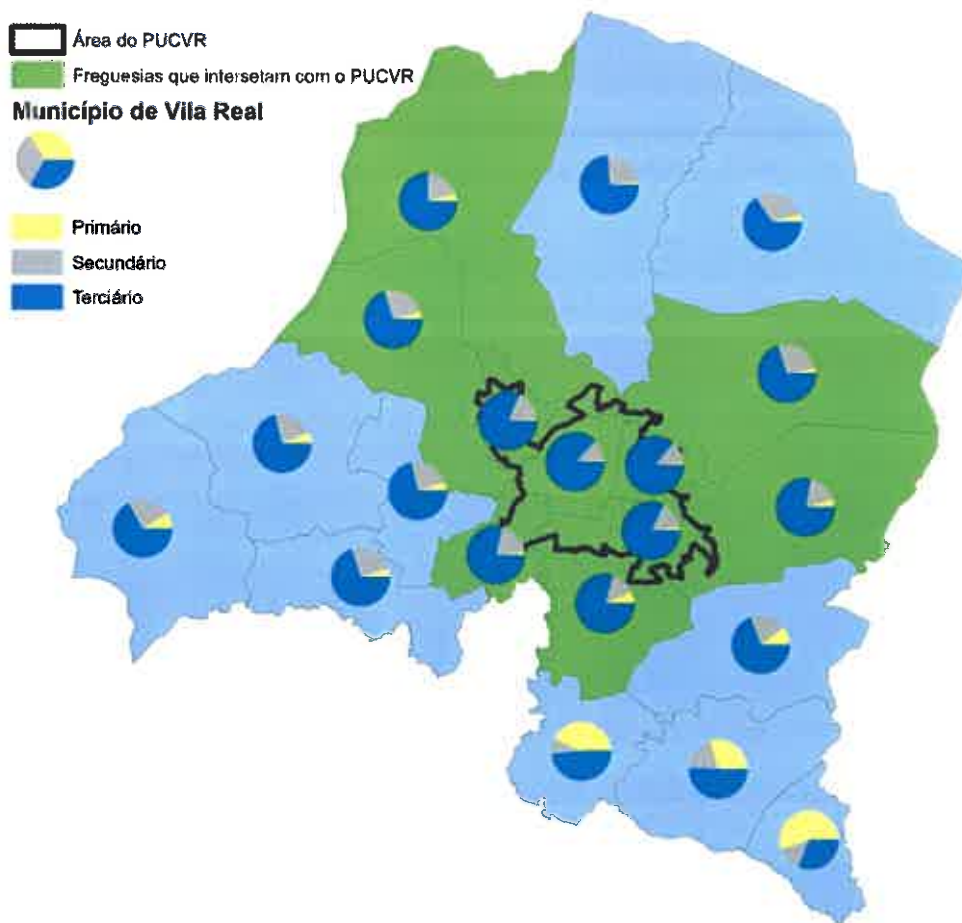 Área do PUCVR
Freguesias que intersetam com o PUCVR
Município de Vila Real
Primário
Secundário
Terciário